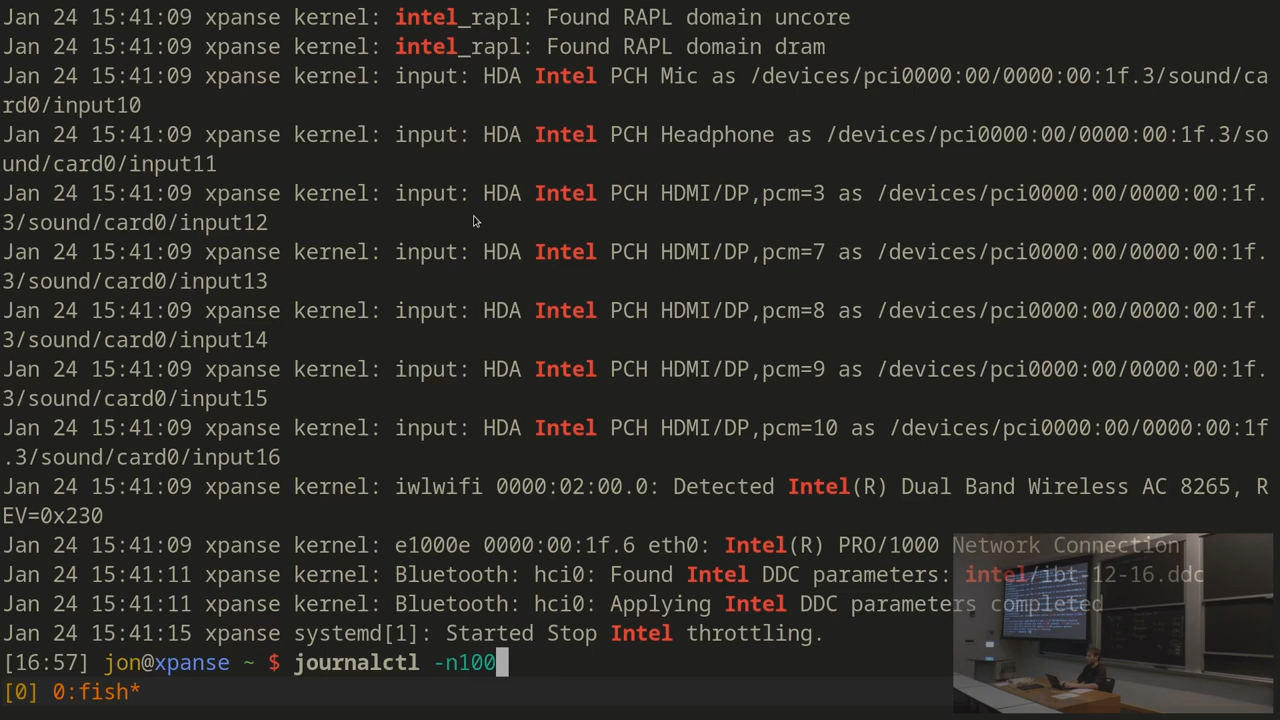 Jan 24 15:41:09 xpanse kernel: intel_rapl: Found RAPL domain uncore
Jan 24 15:41:09 xpanse kernel: intel_rapl: Found RAPL domain dram
Jan 24 15:41:09 xpanse kernel: input: HDA Intel PCH Mic as /devices/pci0000:00/0000:00:1f.3/sound/ca
rd0/input10
Jan 24 15:41:09 xpanse kernel: input: HDA Intel PCH Headphone as /devices/pci0000:00/0000:00:1f.3/so
und/card0/input11
Jan 24 15:41:09 xpanse kernel: input: HDA Intel PCH HDMI/DP,pcm=3 as /devices/pci0000:00/0000:00:1f.
3/sound/card0/input12
Jan 24 15:41:09 xpanse kernel: input: HDA Intel PCH HDMI/DP,pcm=7 as /devices/pci0000:00/0000:00:1f.
3/sound/card0/input13
Jan 24 15:41:09 xpanse kernel: input: HDA Intel PCH HDMI/DP,pcm=8 as /devices/pci0000:00/0000:00:1f.
3/sound/card0/input14
Jan 24 15:41:09 xpanse kernel: input: HDA Intel PCH HDMI/DP,pcm=9 as /devices/pci0000:00/0000:00:1f.
3/sound/card0/input15
Jan 24 15:41:09 xpanse kernel: input: HDA Intel PCH HDMI/DP,pcm=10 as /devices/pci0000:00/0000:00:1f
.3/sound/card0/input16
Jan 24 15:41:09 xpanse kernel: iwlwifi 0000:02:00.0: Detected Intel(R) Dual Band Wireless AC 8265, R
EV=0x230
Jan 24 15:41:09 xpanse kernel: e1000e 0000:00:1f.6 eth0: Intel(R) PRO/1000 Network Connection
Jan 24 15:41:11 xpanse kernel: Bluetooth: hci0: Found Intel DDC parameters: intel/ibt-12-16.ddc
Jan 24 15:41:11 xpanse kernel: Bluetooth: hci0: Applying Intel DDC parameters completed
Jan 24 15:41:15 xpanse systemd[1]: Started Stop Intel throttling.
[16:57] jon@xpanse ~ $ journalctl -n100
[0] 0:fish*